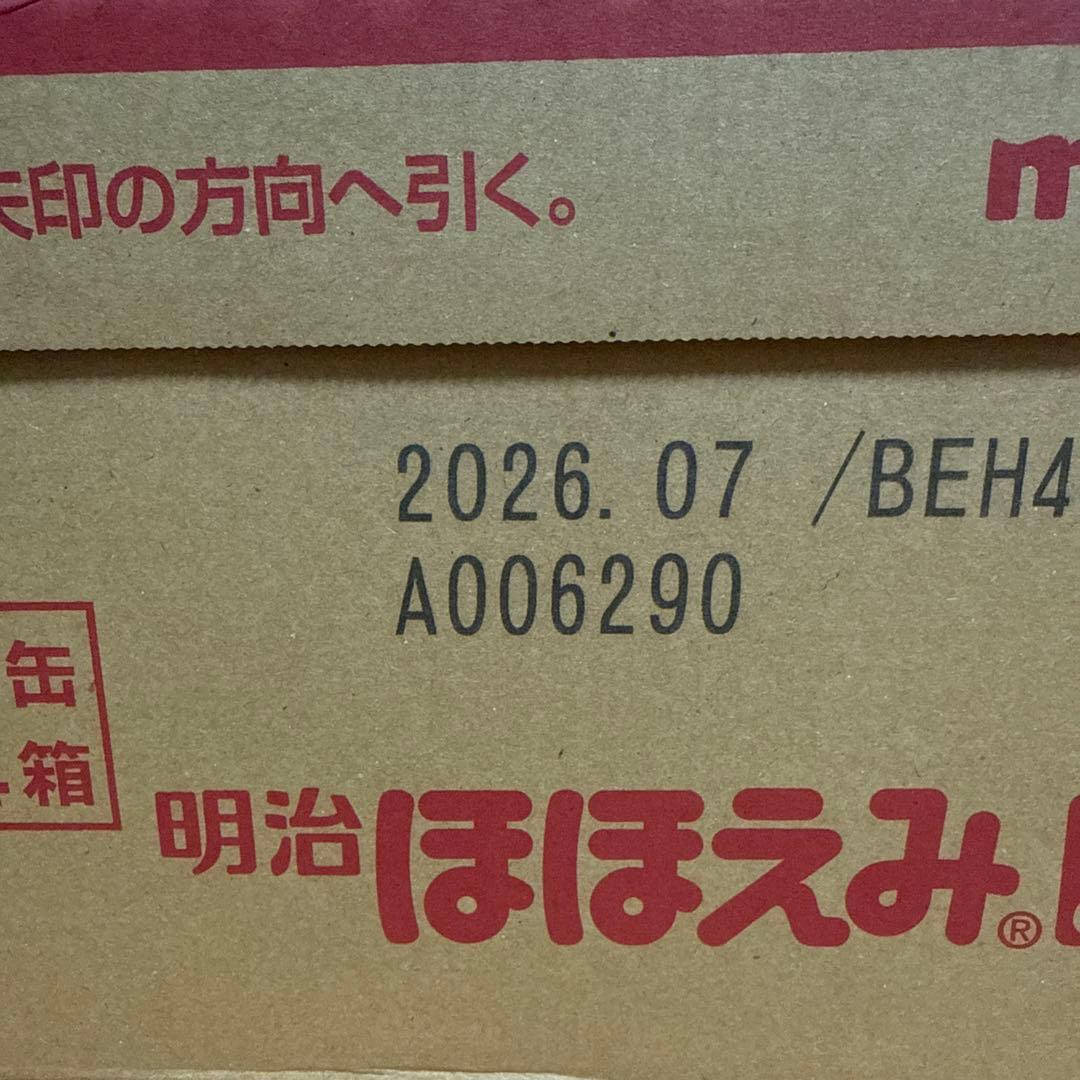 矢印の方向へ引く。
m
2026.07 /BEH4
A006290
缶
箱
明治ほほえみ®